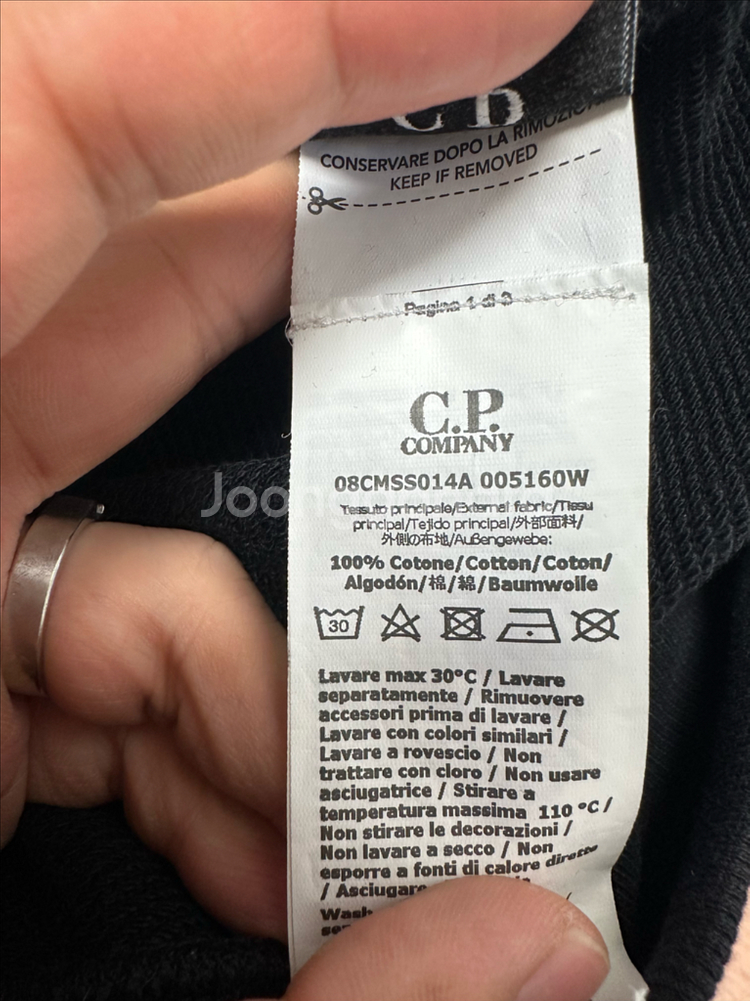 CONSERVARE DOPO LA RIMOZIONE
KEEP IF REMOVED
Pagina 1 di 3
C.P.
COMPANY
08CMSS014A 005160W
Tessuto principale/External fabric/Tissu
principal/Tejido principal/外部面料/
外側の布地/Außengewebe:
100% Cotone/Cotton/Coton/
Algodón/棉/綿/Baumwolle
30
Lavare max 30°C / Lavare
separatamente / Rimuovere
accessori prima di lavare /
Lavare con colori similari /
Lavare a rovescio / Non
trattare con cloro / Non usare
asciugatrice / Stirare a
temperatura massima 110 °C /
Non stirare le decorazioni /
Non lavare a secco / Non
esporre a fonti di calore dirette
/ Asciugare
Wash